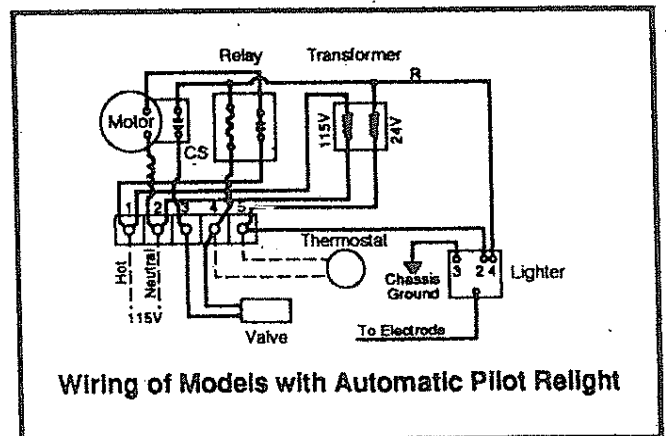 Relay Transformer
R
Motor
CS
115V
24V
1 2 3 4 5
Thermostat
Hot
Neutral
115V
Valve
Chassis
Ground
3 2 4
Lighter
To Electrode
Wiring of Models with Automatic Pilot Relight